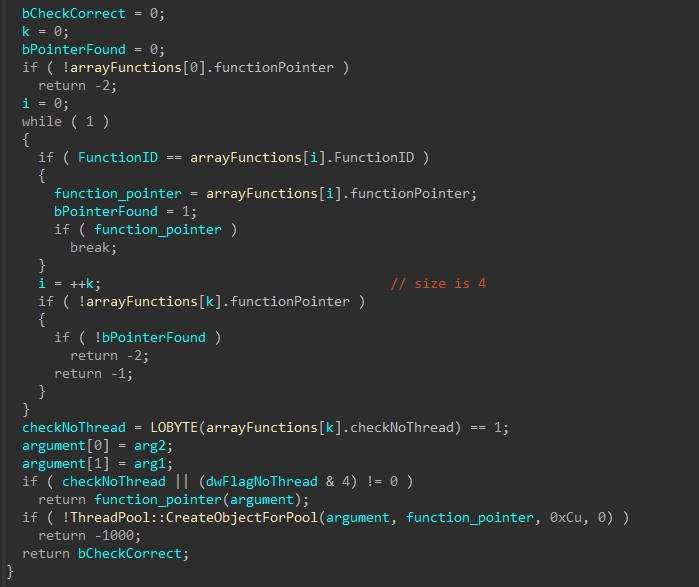 bCheckCorrect = 0;
k = 0;
bPointerFound = 0;
if ( !arrayFunctions[0].functionPointer )
return -2;
i = 0;
while ( 1 )
{
if ( FunctionID == arrayFunctions[i].FunctionID )
{
function_pointer = arrayFunctions[i].functionPointer;
bPointerFound = 1;
if ( function_pointer )
break;
}
i = ++k; // size is 4
if ( !arrayFunctions[k].functionPointer )
{
if ( !bPointerFound )
return -2;
return -1;
}
}
checkNoThread = LOBYTE(arrayFunctions[k].checkNoThread) == 1;
argument[0] = arg2;
argument[1] = arg1;
if ( checkNoThread || (dwFlagNoThread & 4) != 0 )
return function_pointer(argument);
if ( !ThreadPool::CreateObjectForPool(argument, function_pointer, 0xCu, 0) )
return -1000;
return bCheckCorrect;
}